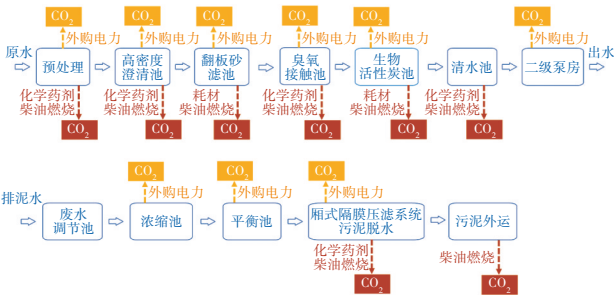 CO2 CO2 CO2 CO2 CO2 CO2
外购电力 外购电力 外购电力 外购电力 外购电力 外购电力
原水 预处理 高密度澄清池 翻板砂滤池 臭氧接触池 生物活性炭池 清水池 二级泵房 出水
化学药剂 化学药剂 耗材 化学药剂 耗材 化学药剂
柴油燃烧 柴油燃烧 柴油燃烧 柴油燃烧 柴油燃烧 柴油燃烧
CO2 CO2 CO2 CO2 CO2 CO2
CO2 CO2 CO2
外购电力 外购电力 外购电力
排泥水 废水调节池 浓缩池 平衡池 厢式隔膜压滤系统污泥脱水 污泥外运
化学药剂
柴油燃烧 柴油燃烧
CO2 CO2